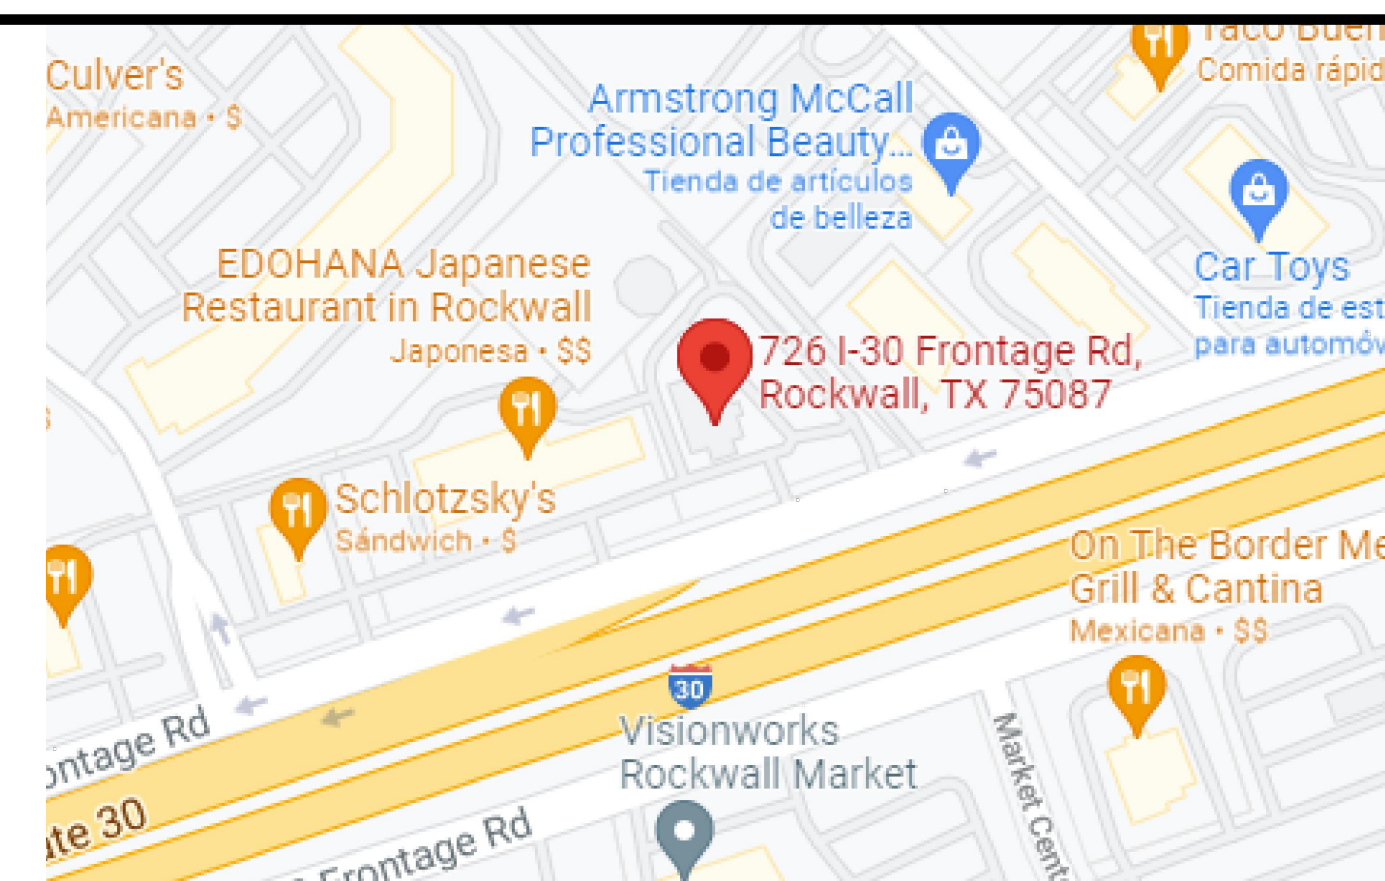 Taco Buen
Comida rápid
Culver's
Americana • $
Armstrong McCall
Professional Beauty...
Tienda de artículos
de belleza
EDOHANA Japanese
Restaurant in Rockwall
Japonesa • $$
Car Toys
Tienda de est
para automóv
726 I-30 Frontage Rd,
Rockwall, TX 75087
Schlotzsky's
Sándwich • $
On The Border Me
Grill & Cantina
Mexicana • $$
30
Visionworks
Rockwall Market
ontage Rd
ate 30
Frontage Rd
Market Cent